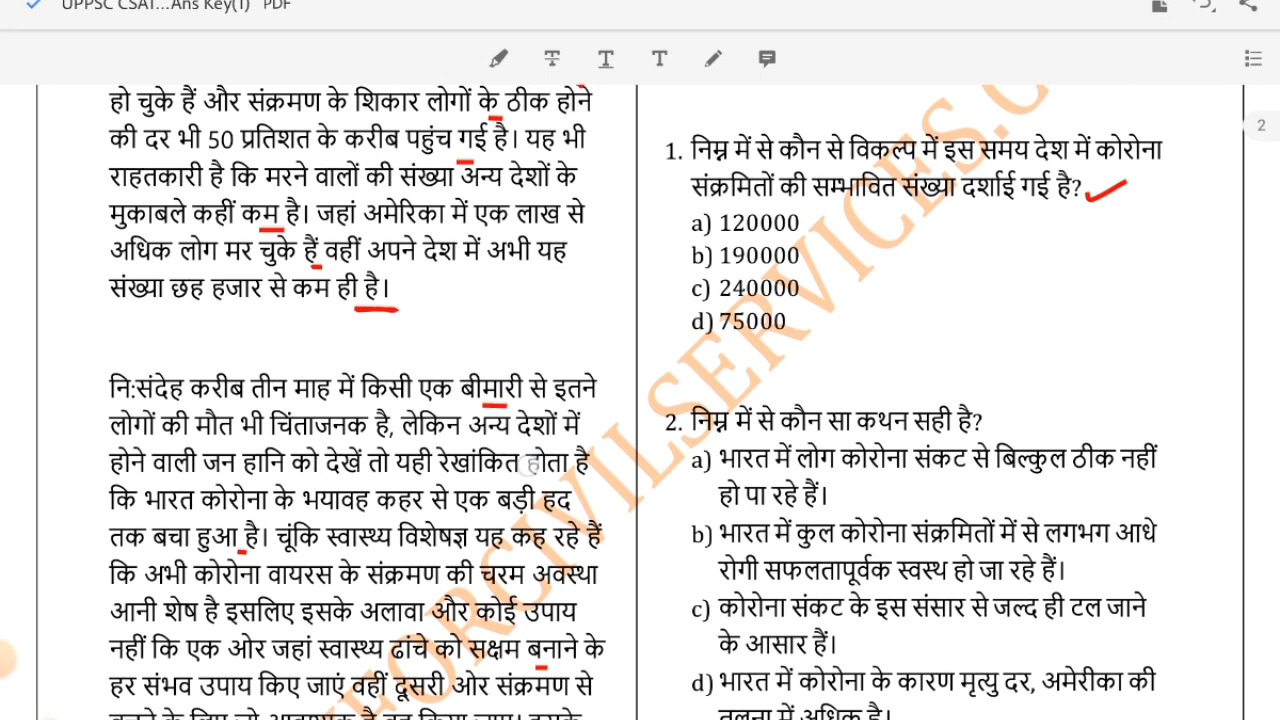 UPPSC CSAT...Ans Key(1) PDF
2
हो चुके हैं और संक्रमण के शिकार लोगों के ठीक होने
की दर भी 50 प्रतिशत के करीब पहुंच गई है। यह भी
राहतकारी है कि मरने वालों की संख्या अन्य देशों के
मुकाबले कहीं कम है। जहां अमेरिका में एक लाख से
अधिक लोग मर चुके हैं वहीं अपने देश में अभी यह
संख्या छह हजार से कम ही है।
नि:संदेह करीब तीन माह में किसी एक बीमारी से इतने
लोगों की मौत भी चिंताजनक है, लेकिन अन्य देशों में
होने वाली जन हानि को देखें तो यही रेखांकित होता है
कि भारत कोरोना के भयावह कहर से एक बड़ी हद
तक बचा हुआ है। चूंकि स्वास्थ्य विशेषज्ञ यह कह रहे हैं
कि अभी कोरोना वायरस के संक्रमण की चरम अवस्था
आनी शेष है इसलिए इसके अलावा और कोई उपाय
नहीं कि एक ओर जहां स्वास्थ्य ढांचे को सक्षम बनाने के
हर संभव उपाय किए जाएं वहीं दूसरी ओर संक्रमण से
1. निम्न में से कौन से विकल्प में इस समय देश में कोरोना
संक्रमितों की सम्भावित संख्या दर्शाई गई है?
a) 120000
b) 190000
c) 240000
d) 75000
2. निम्न में से कौन सा कथन सही है?
a) भारत में लोग कोरोना संकट से बिल्कुल ठीक नहीं
हो पा रहे हैं।
b) भारत में कुल कोरोना संक्रमितों में से लगभग आधे
रोगी सफलतापूर्वक स्वस्थ हो जा रहे हैं।
c) कोरोना संकट के इस संसार से जल्द ही टल जाने
के आसार हैं।
d) भारत में कोरोना के कारण मृत्यु दर, अमेरीका की
तुलना में अधिक है।
FORCIVILSERVICES.C